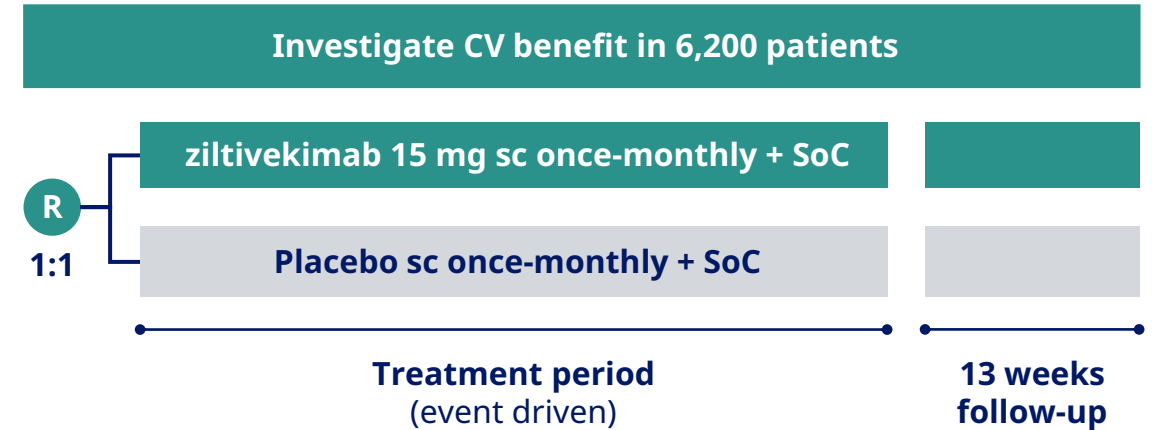 Investigate CV benefit in 6,200 patients
ziltivekimab 15 mg sc once-monthly + SoC
R
1:1
Placebo sc once-monthly + SoC
Treatment period
(event driven)
13 weeks
follow-up